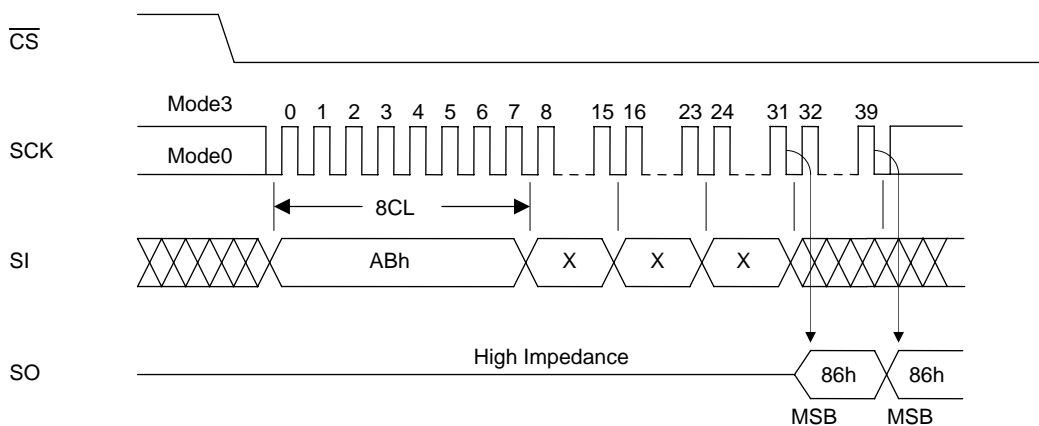 CS
Mode3
0 1 2 3 4 5 6 7 8 15 16 23 24 31 32 39
SCK
Mode0
8CL
SI
ABh X X X
High Impedance
SO
86h 86h
MSB MSB